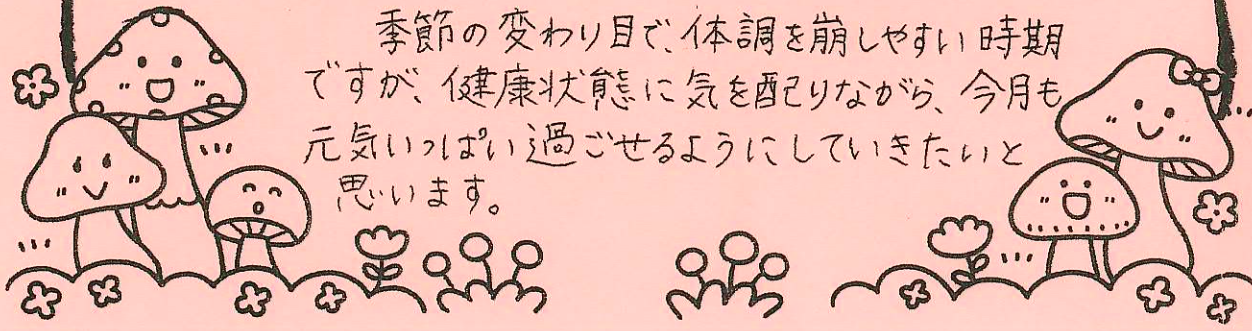 季節の変わり目で、体調を崩しやすい時期
ですが、健康状態に気を配りながら、今月も
元気いっぱい過ごせるようにしていきたいと
思います。